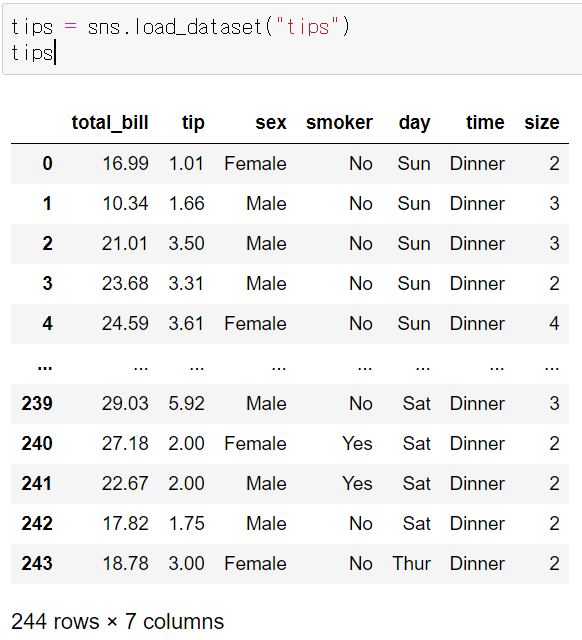 tips = sns.load_dataset("tips")
tips
total_bill tip sex smoker day time size
0 16.99 1.01 Female No Sun Dinner 2
1 10.34 1.66 Male No Sun Dinner 3
2 21.01 3.50 Male No Sun Dinner 3
3 23.68 3.31 Male No Sun Dinner 2
4 24.59 3.61 Female No Sun Dinner 4
... ... ... ... ... ... ... ...
239 29.03 5.92 Male No Sat Dinner 3
240 27.18 2.00 Female Yes Sat Dinner 2
241 22.67 2.00 Male Yes Sat Dinner 2
242 17.82 1.75 Male No Sat Dinner 2
243 18.78 3.00 Female No Thur Dinner 2
244 rows × 7 columns